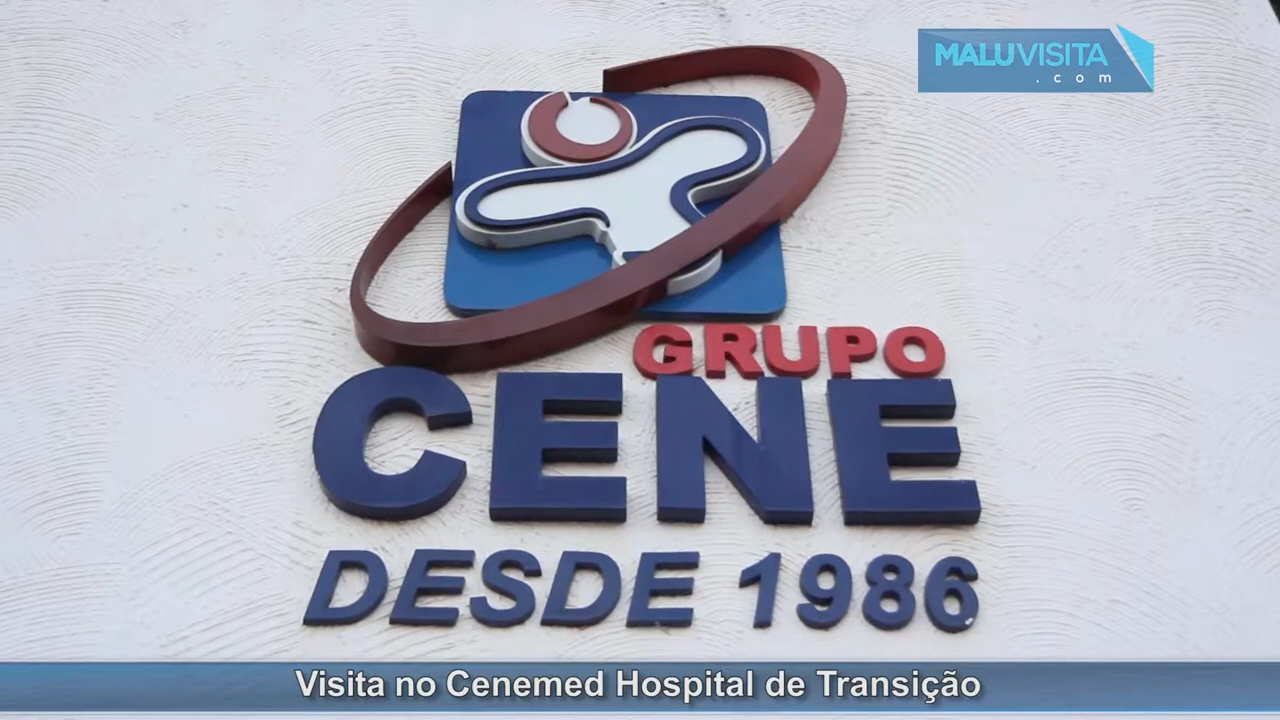 MALUVISITA
.com
GRUPO
CENE
DESDE 1986
Visita no Cenemed Hospital de Transição